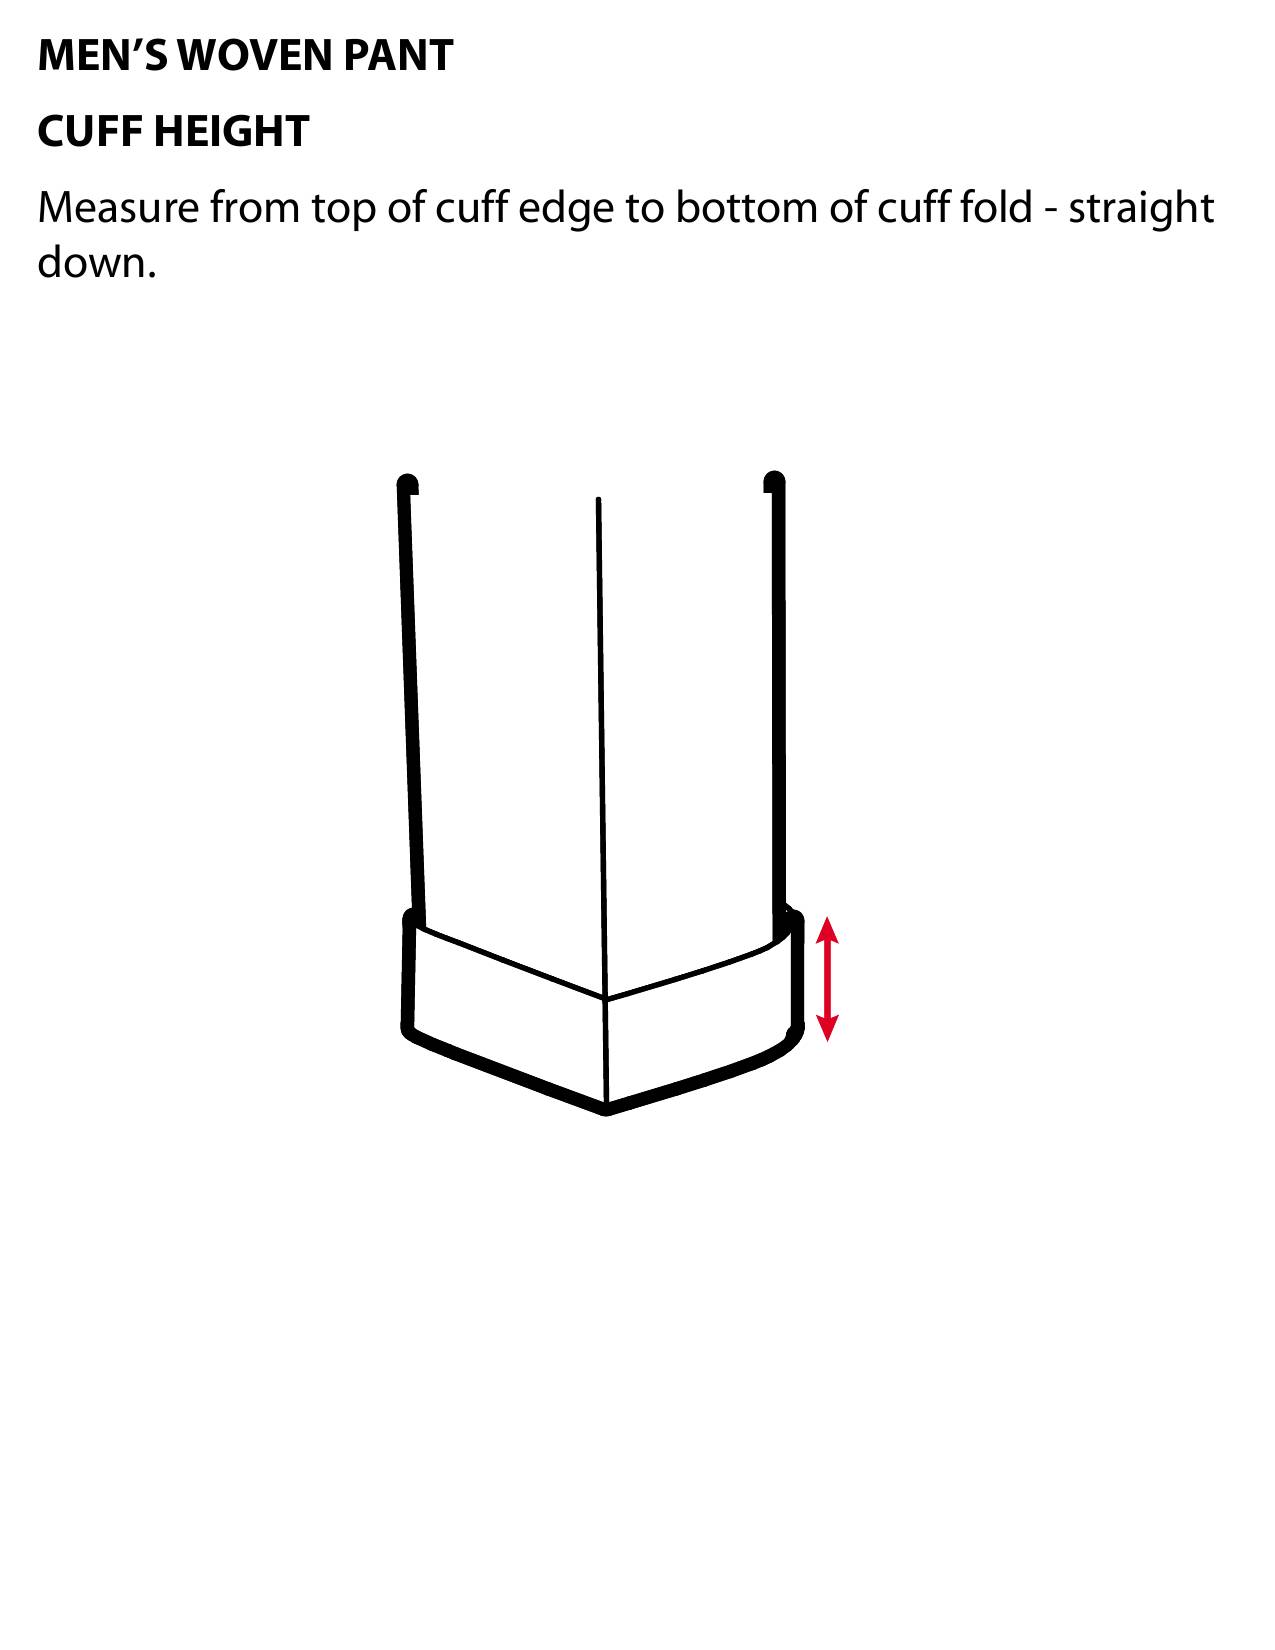 MEN’S WOVEN PANT
CUFF HEIGHT
Measure from top of cuff edge to bottom of cuff fold - straight
down.